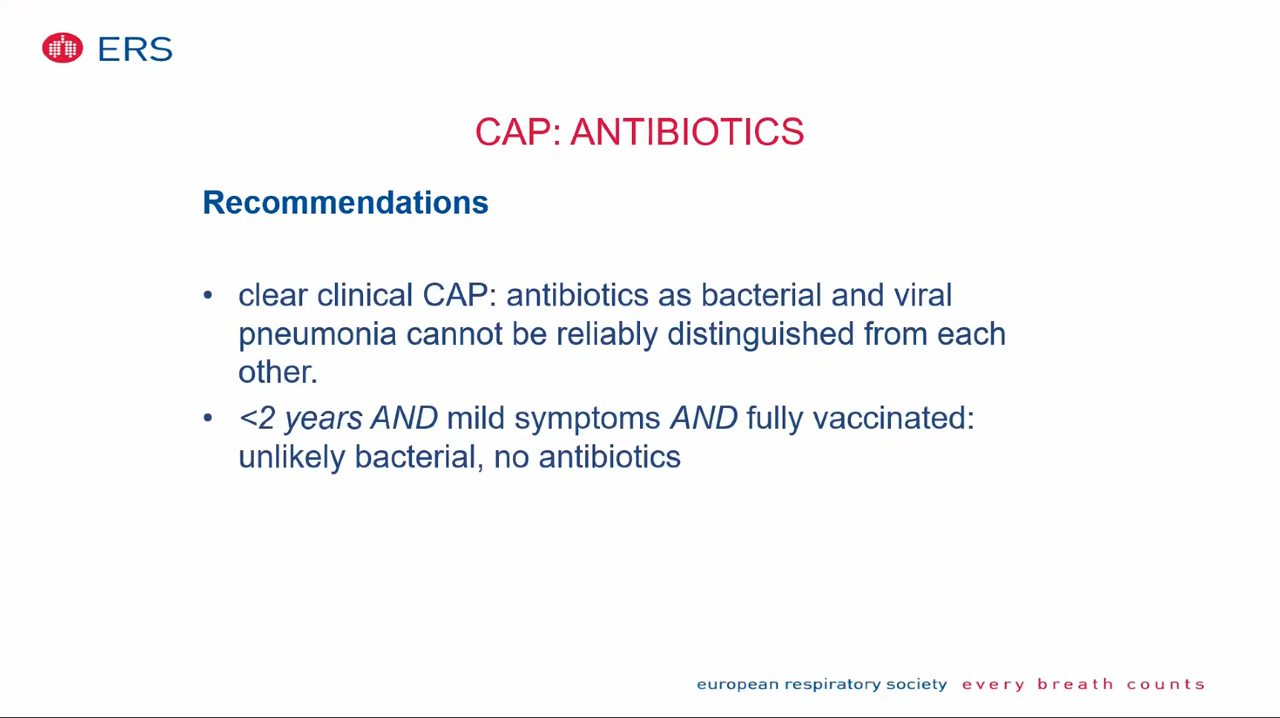 ERS
CAP: ANTIBIOTICS
Recommendations
• clear clinical CAP: antibiotics as bacterial and viral
pneumonia cannot be reliably distinguished from each
other.
• <2 years AND mild symptoms AND fully vaccinated:
unlikely bacterial, no antibiotics
european respiratory society every breath counts